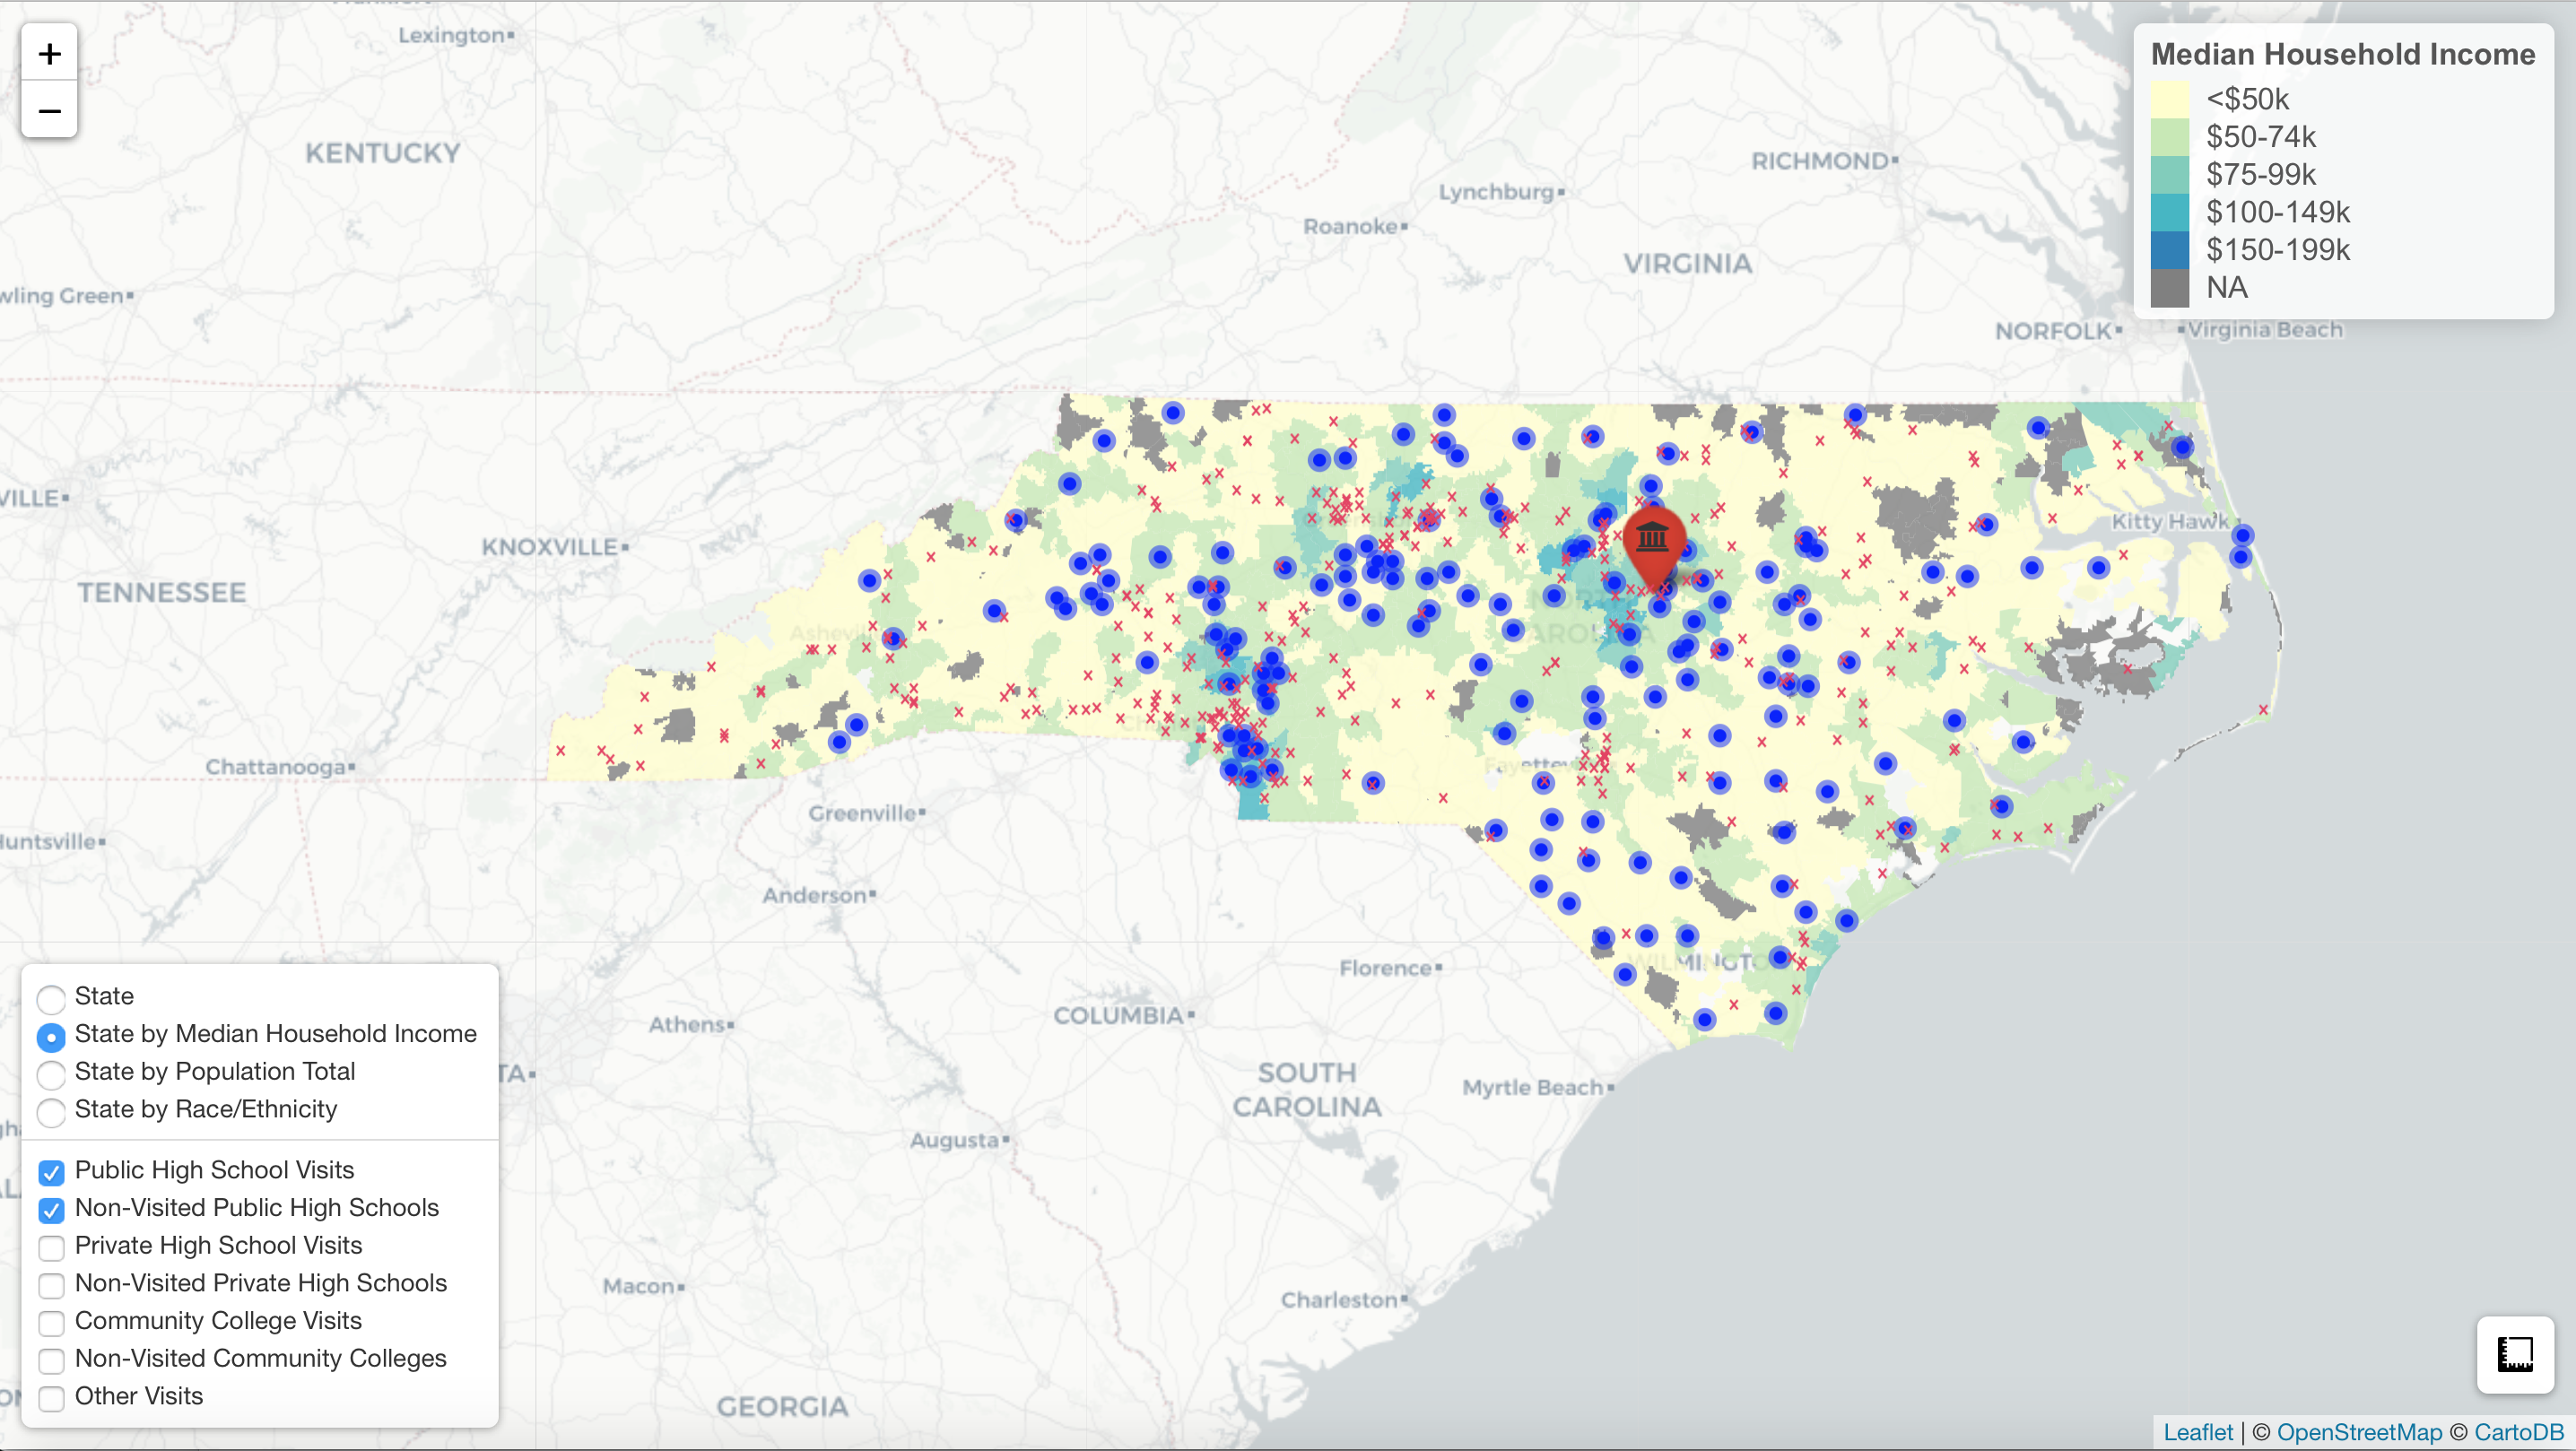 Lexington
+
−
KENTUCKY
RICHMOND
Lynchburg
Roanoke
VIRGINIA
wling Green
NORFOLK
Virginia Beach
Median Household Income
<$50k
$50-74k
$75-99k
$100-149k
$150-199k
NA
VILLE
KNOXVILLE
Kitty Hawk
TENNESSEE
Asheville
Chattanooga
Fayettevi
Greenville
Huntsville
Anderson
Florence
WILMINGTO
COLUMBIA
Athens
TA
SOUTH
CAROLINA
Myrtle Beach
Augusta
Macon
Charleston
GEORGIA
State
State by Median Household Income
State by Population Total
State by Race/Ethnicity
Public High School Visits
Non-Visited Public High Schools
Private High School Visits
Non-Visited Private High Schools
Community College Visits
Non-Visited Community Colleges
Other Visits
Leaflet | © OpenStreetMap © CartoDB